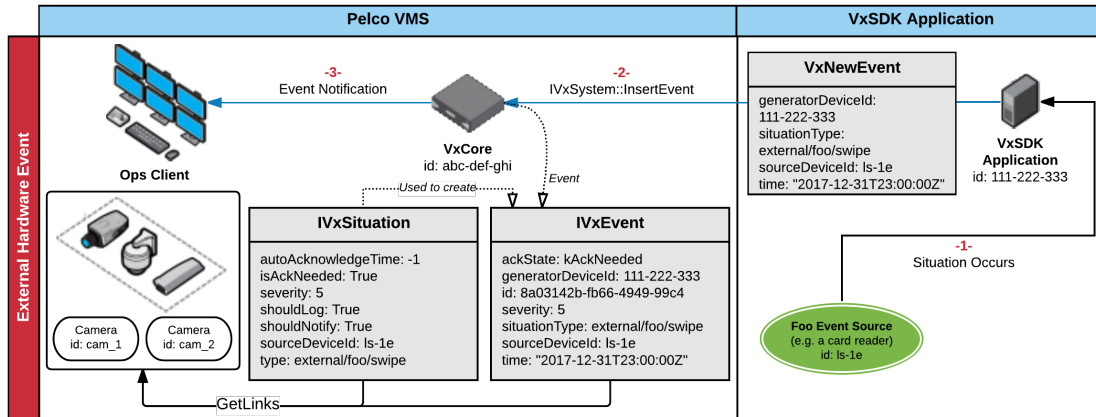 Pelco VMS
VxSDK Application
External Hardware Event
-3-
Event Notification
-2-
IVxSystem::InsertEvent
VxNewEvent
generatorDeviceId:
111-222-333
situationType:
external/foo/swipe
sourceDeviceId: ls-1e
time: "2017-12-31T23:00:00Z"
VxSDK
Application
id: 111-222-333
Ops Client
VxCore
id: abc-def-ghi
Used to create
Event
IVxSituation
autoAcknowledgeTime: -1
isAckNeeded: True
severity: 5
shouldLog: True
shouldNotify: True
sourceDeviceId: ls-1e
type: external/foo/swipe
IVxEvent
ackState: kAckNeeded
generatorDeviceId: 111-222-333
id: 8a03142b-fb66-4949-99c4
severity: 5
situationType: external/foo/swipe
sourceDeviceId: ls-1e
time: "2017-12-31T23:00:00Z"
-1-
Situation Occurs
Foo Event Source
(e.g. a card reader)
id: ls-1e
Camera
id: cam_1
Camera
id: cam_2
GetLinks